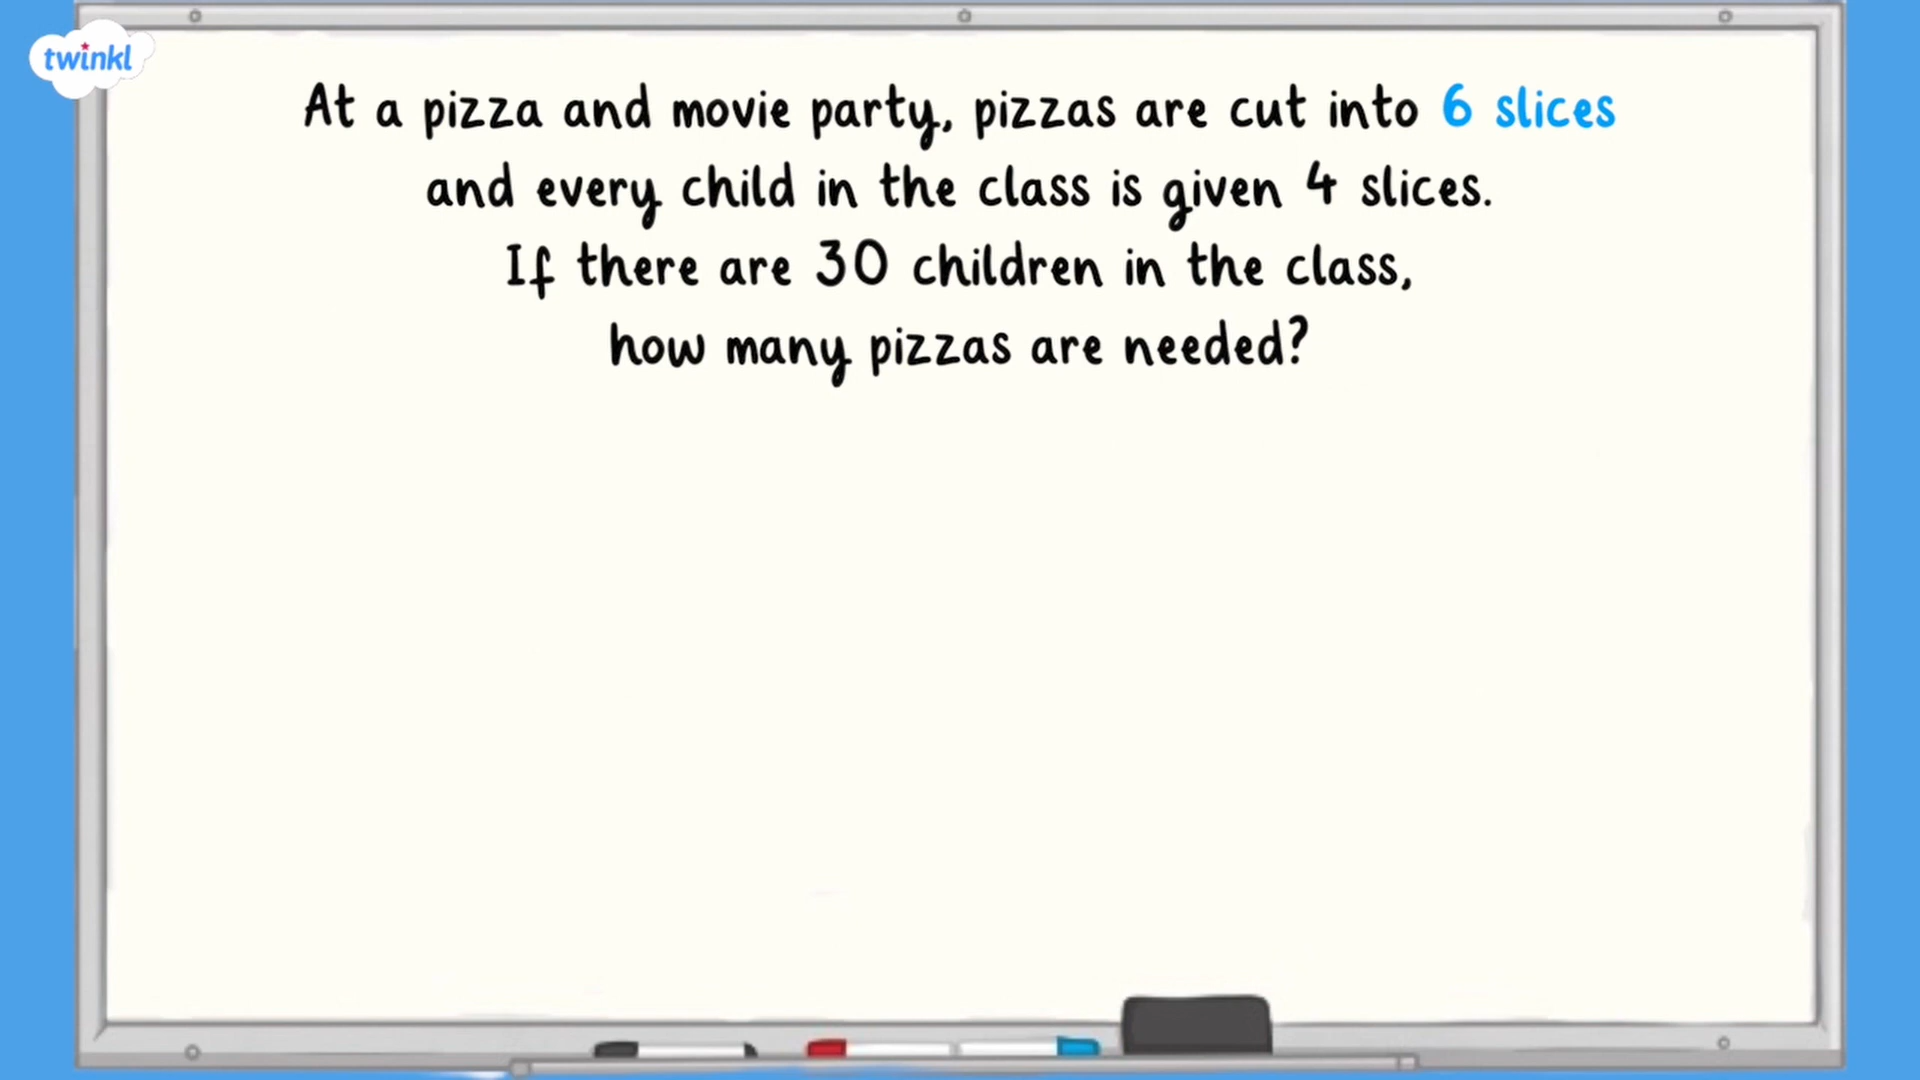 twinkl
At a pizza and movie party, pizzas are cut into 6 slices
and every child in the class is given 4 slices.
If there are 30 children in the class,
how many pizzas are needed?